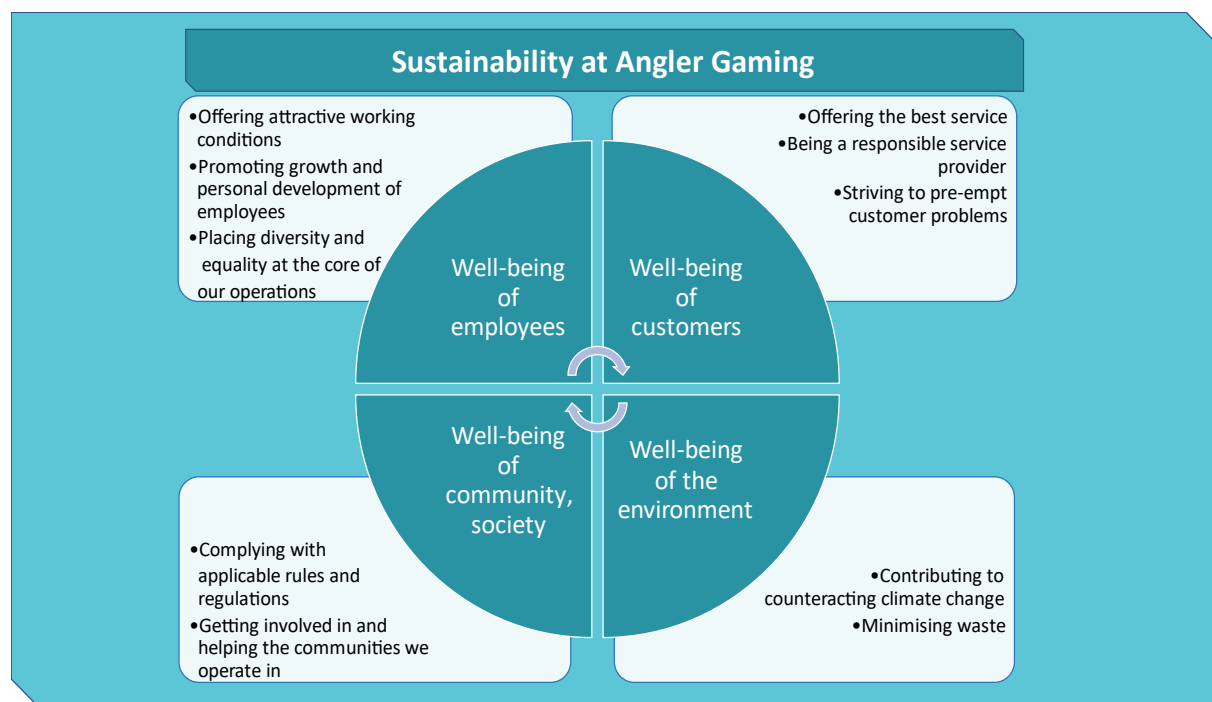 Sustainability at Angler Gaming
•Offering attractive working
conditions
•Promoting growth and
personal development of
employees
•Placing diversity and
equality at the core of
our operations
•Offering the best service
•Being a responsible service
provider
•Striving to pre-empt
customer problems
Well-being
of
employees
Well-being
of
customers
Well-being
of
community,
society
Well-being
of the
environment
•Complying with
applicable rules and
regulations
•Getting involved in and
helping the communities we
operate in
•Contributing to
counteracting climate change
•Minimising waste